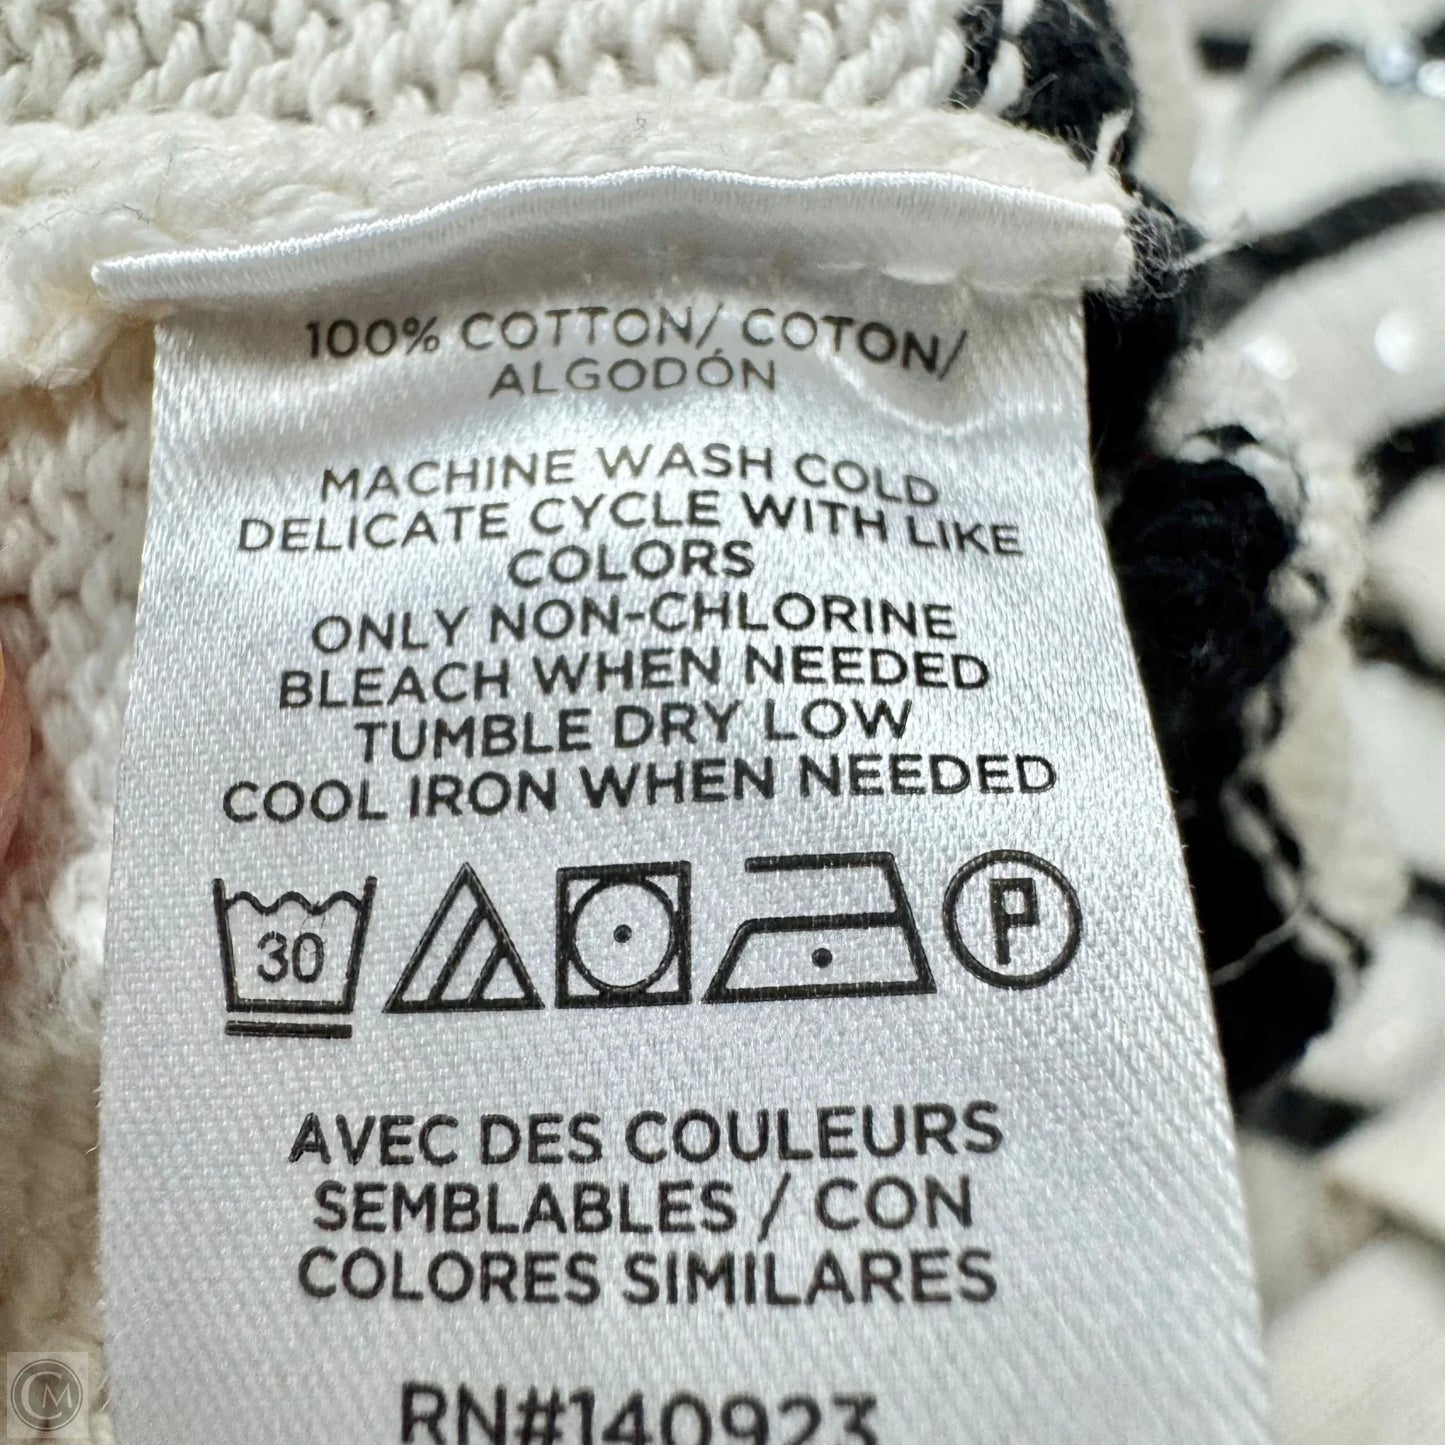 100% COTTON/ COTON/
ALGODÓN
MACHINE WASH COLD
DELICATE CYCLE WITH LIKE
COLORS
ONLY NON-CHLORINE
BLEACH WHEN NEEDED
TUMBLE DRY LOW
COOL IRON WHEN NEEDED
30
P
AVEC DES COULEURS
SEMBLABLES / CON
COLORES SIMILARES
RN#140923
CM